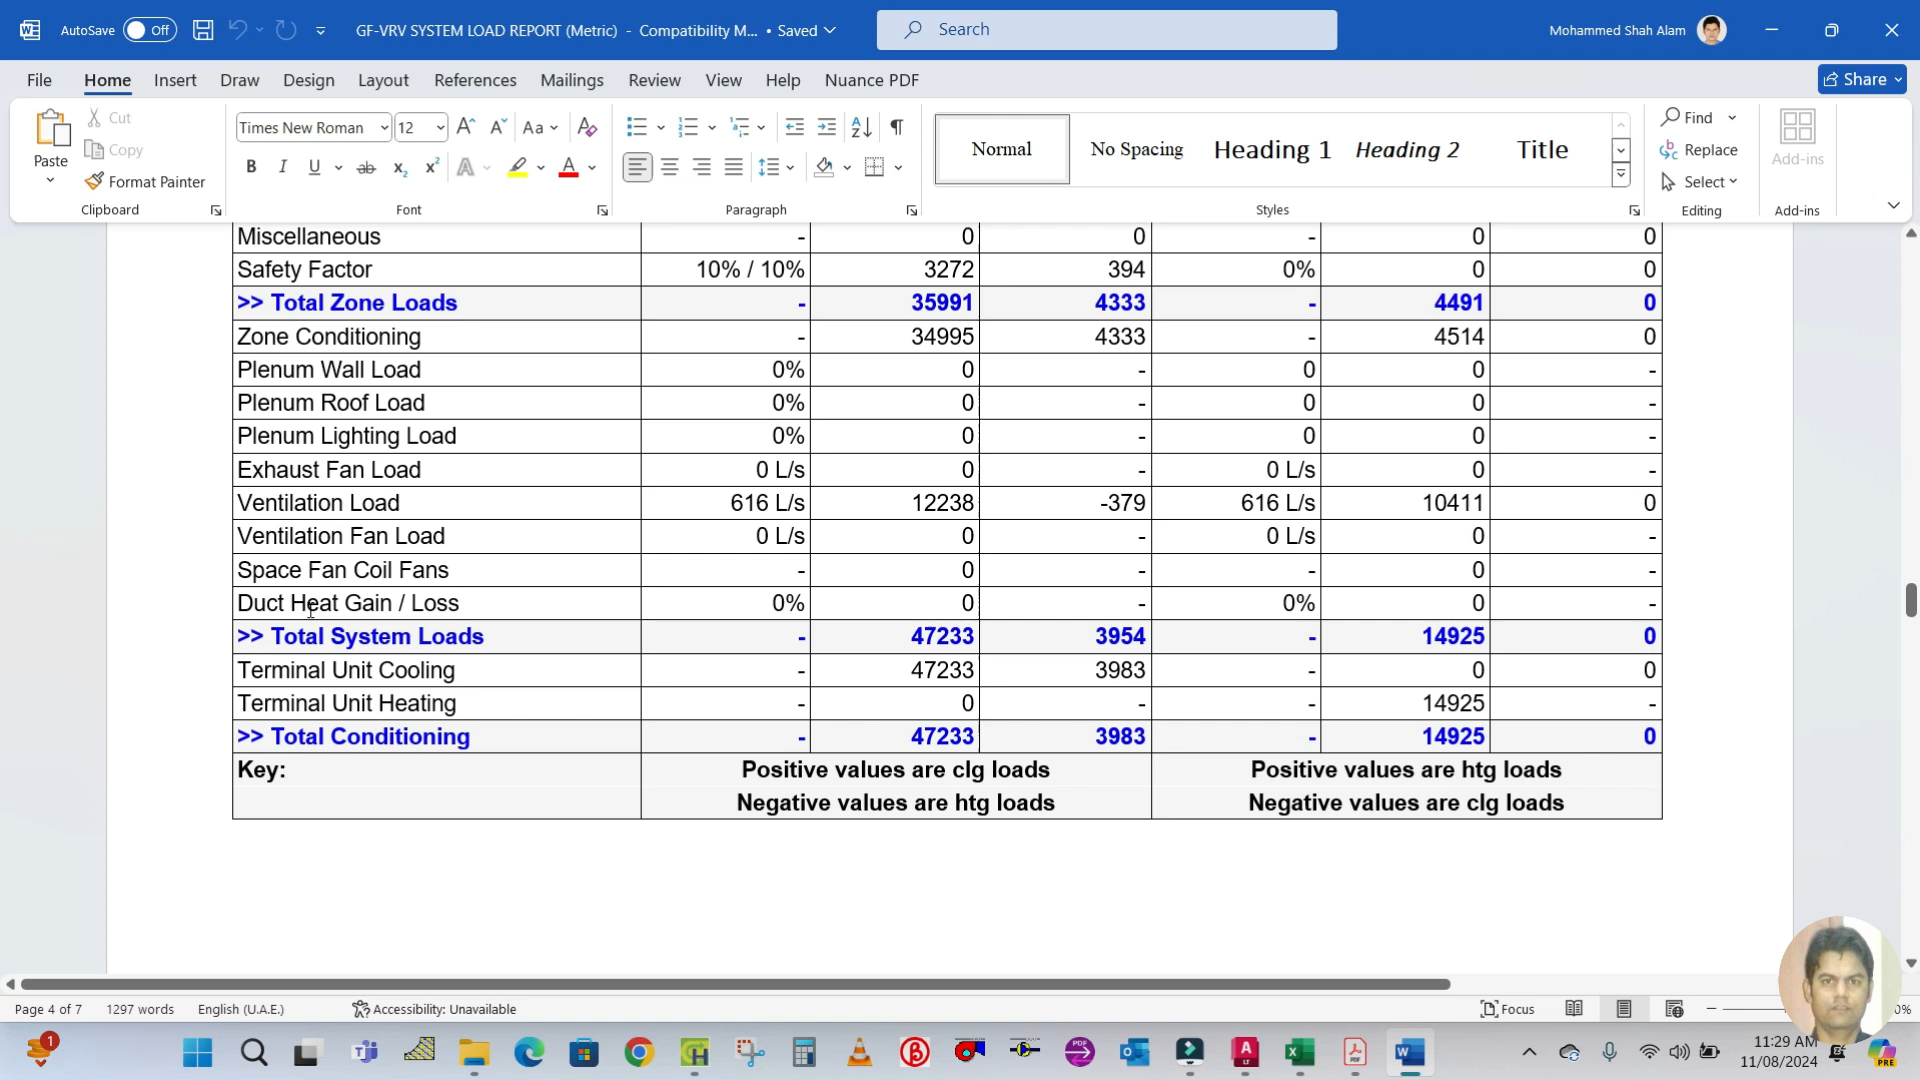 AutoSave Off GF-VRV SYSTEM LOAD REPORT (Metric) - Compatibility M... • Saved Search Mohammed Shah Alam
File Home Insert Draw Design Layout References Mailings Review View Help Nuance PDF Share
Paste Cut Copy Format Painter
Times New Roman 12
Normal No Spacing Heading 1 Heading 2 Title
Find Replace Select
Add-ins
Clipboard Font Paragraph Styles Editing Add-ins
Miscellaneous - 0 0 - 0 0
Safety Factor 10% / 10% 3272 394 0% 0 0
>> Total Zone Loads - 35991 4333 - 4491 0
Zone Conditioning - 34995 4333 - 4514 0
Plenum Wall Load 0% 0 - 0 0 -
Plenum Roof Load 0% 0 - 0 0 -
Plenum Lighting Load 0% 0 - 0 0 -
Exhaust Fan Load 0 L/s 0 - 0 L/s 0 -
Ventilation Load 616 L/s 12238 -379 616 L/s 10411 0
Ventilation Fan Load 0 L/s 0 - 0 L/s 0 -
Space Fan Coil Fans - 0 - - 0 -
Duct Heat Gain / Loss 0% 0 - 0% 0 -
>> Total System Loads - 47233 3954 - 14925 0
Terminal Unit Cooling - 47233 3983 - 0 0
Terminal Unit Heating - 0 - - 14925 -
>> Total Conditioning - 47233 3983 - 14925 0
Key: Positive values are clg loads Positive values are htg loads
Negative values are htg loads Negative values are clg loads
Page 4 of 7 1297 words English (U.A.E.) Accessibility: Unavailable Focus
11:29 AM
11/08/2024